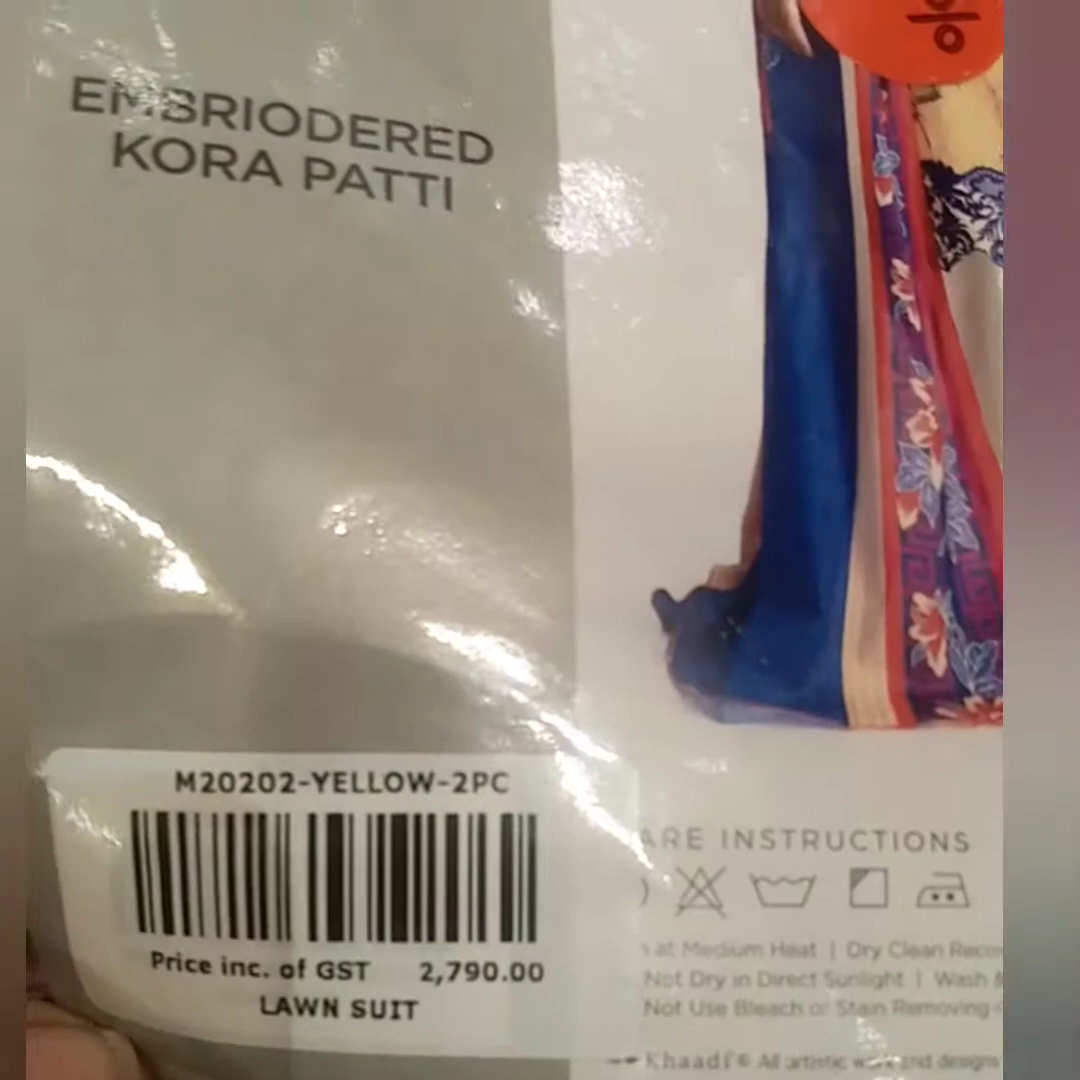 %
EMBRIODERED
KORA PATTI
M20202-YELLOW-2PC
Price inc. of GST 2,790.00
LAWN SUIT
ARE INSTRUCTIONS
at Medium Heat | Dry Clean
Not Dry in Direct Sunlight | Wash
Not Use Bleach or Stain Removing
Khaadi® All artistic work and designs